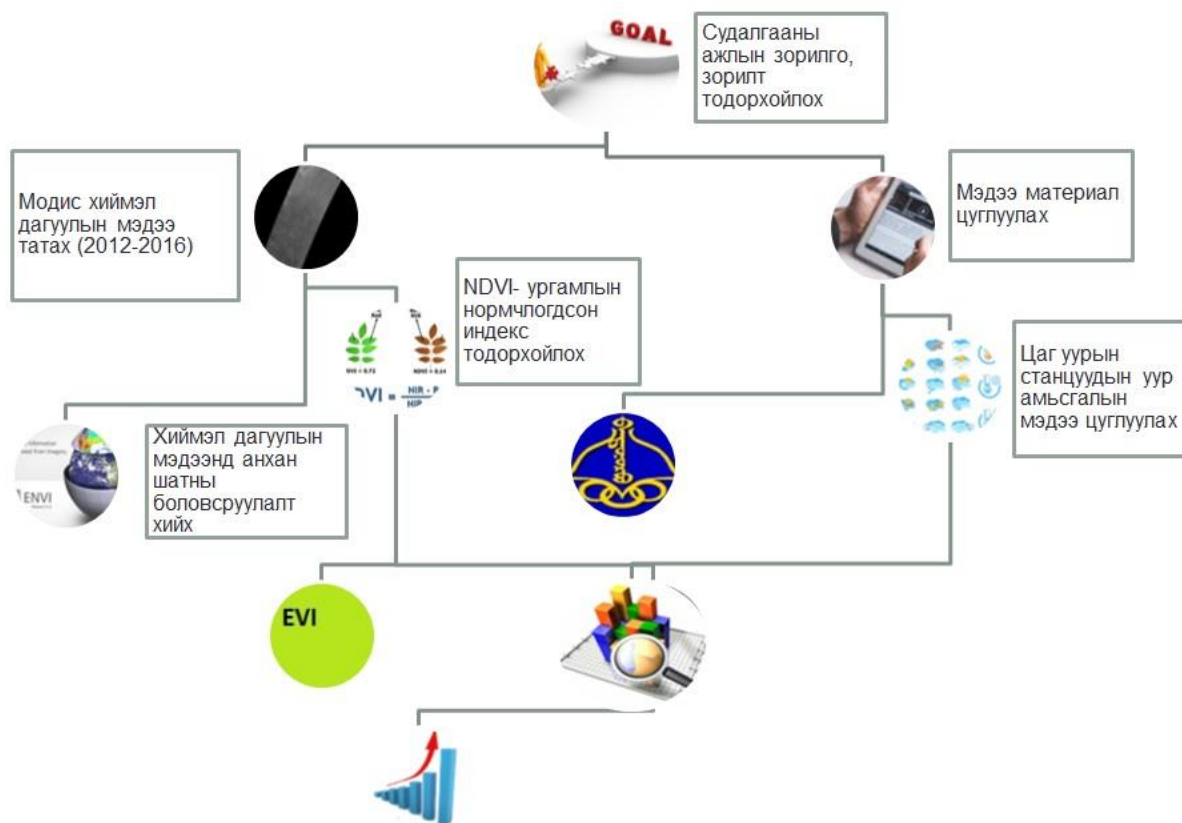 GOAL
Судалгааны
ажлын зорилго,
зорилт
тодорхойлох
Модис хиймэл
дагуулын мэдээ
татах (2012-2016)
Мэдээ материал
цуглуулах
NDVI- ургамлын
нормчлогдсон
индекс
тодорхойлох
Цаг уурын
станцуудын уур
амьсгалын
мэдээ цуглуулах
Хиймэл дагуулын
мэдээнд анхан
шатны
боловсруулалт
хийх
ENVI
EVI